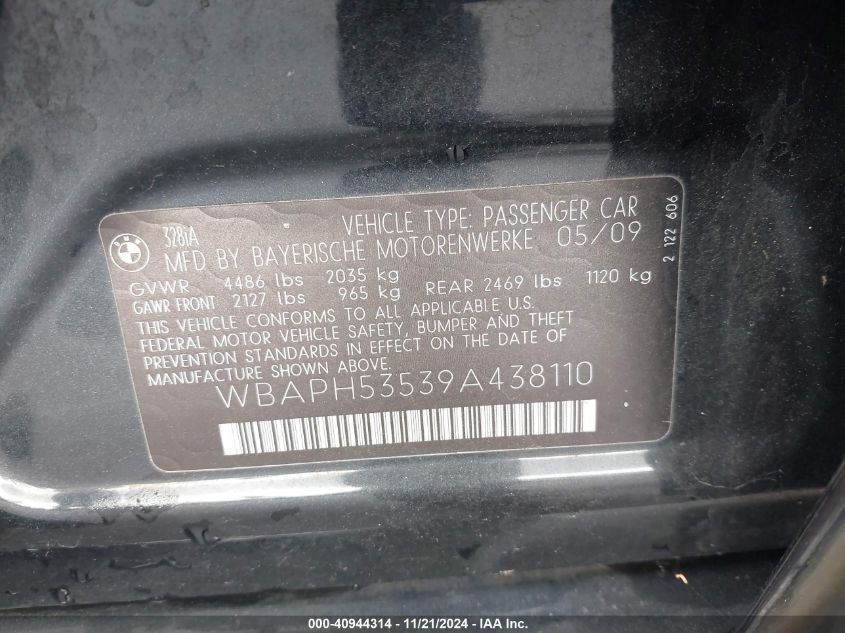 BMW
328iA VEHICLE TYPE: PASSENGER CAR
MFD BY BAYERISCHE MOTORENWERKE 05/09
GVWR 4486 lbs 2035 kg
GAWR FRONT 2127 lbs 965 kg REAR 2469 lbs 1120 kg
THIS VEHICLE CONFORMS TO ALL APPLICABLE U.S.
FEDERAL MOTOR VEHICLE SAFETY, BUMPER AND THEFT
PREVENTION STANDARDS IN EFFECT ON THE DATE OF
MANUFACTURE SHOWN ABOVE.
WBAPH53539A438110
2 122 606
000-40944314 - 11/21/2024 - IAA Inc.